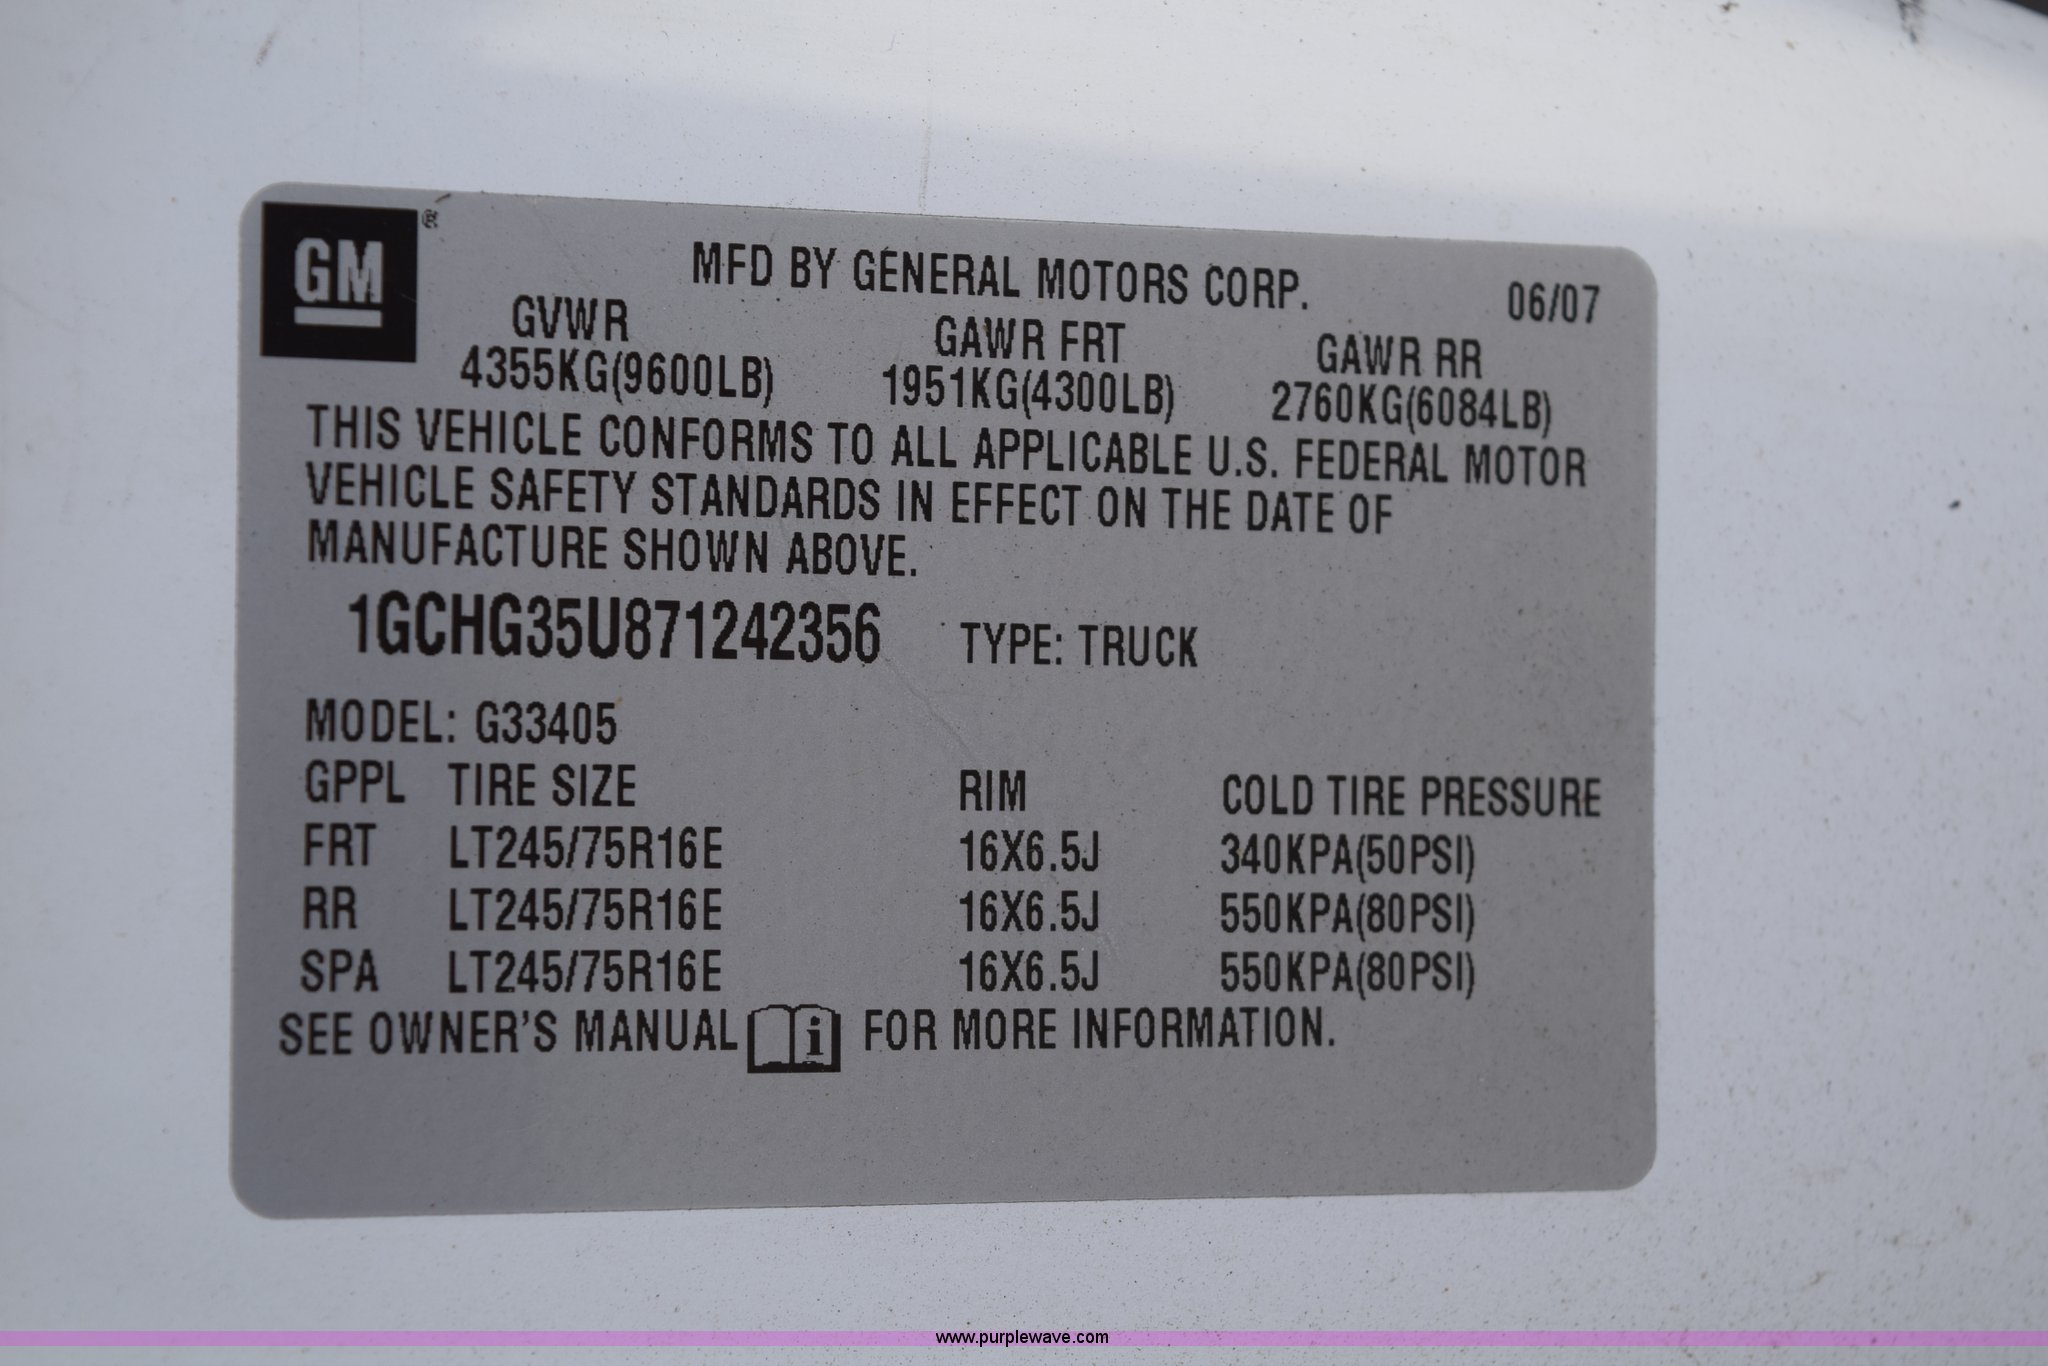 GM ®
MFD BY GENERAL MOTORS CORP. 06/07
GVWR GAWR FRT GAWR RR
4355KG(9600LB) 1951KG(4300LB) 2760KG(6084LB)
THIS VEHICLE CONFORMS TO ALL APPLICABLE U.S. FEDERAL MOTOR
VEHICLE SAFETY STANDARDS IN EFFECT ON THE DATE OF
MANUFACTURE SHOWN ABOVE.
1GCHG35U871242356 TYPE: TRUCK
MODEL: G33405
GPPL TIRE SIZE RIM COLD TIRE PRESSURE
FRT LT245/75R16E 16X6.5J 340KPA(50PSI)
RR LT245/75R16E 16X6.5J 550KPA(80PSI)
SPA LT245/75R16E 16X6.5J 550KPA(80PSI)
SEE OWNER'S MANUAL i FOR MORE INFORMATION.
www.purplewave.com